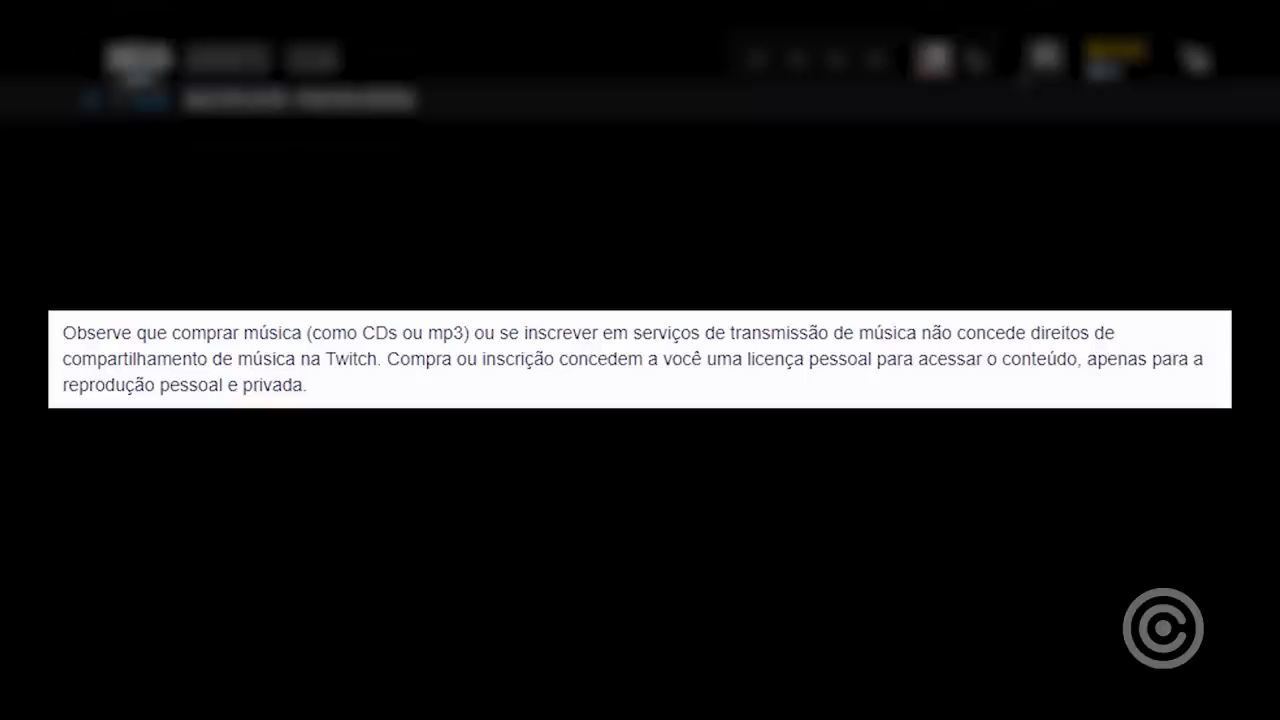 Observe que comprar música (como CDs ou mp3) ou se inscrever em serviços de transmissão de música não concede direitos de
compartilhamento de música na Twitch. Compra ou inscrição concedem a você uma licença pessoal para acessar o conteúdo, apenas para a
reprodução pessoal e privada.